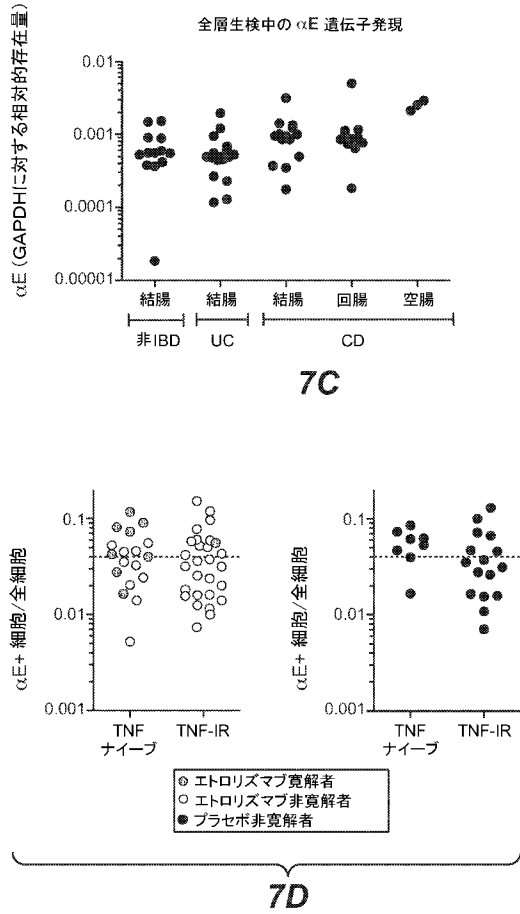 全層生検中の αE 遺伝子発現
αE (GAPDHに対する相対的存在量)
0.01
0.001
0.0001
0.00001
結腸 結腸 結腸 回腸 空腸
非IBD UC CD
7C
αE+ 細胞/全細胞
0.1
0.01
0.001
TNF ナイーブ
TNF-IR
αE+ 細胞/全細胞
0.1
0.01
0.001
TNF ナイーブ
TNF-IR
エトロリズマブ寛解者
エトロリズマブ非寛解者
プラセボ非寛解者
7D